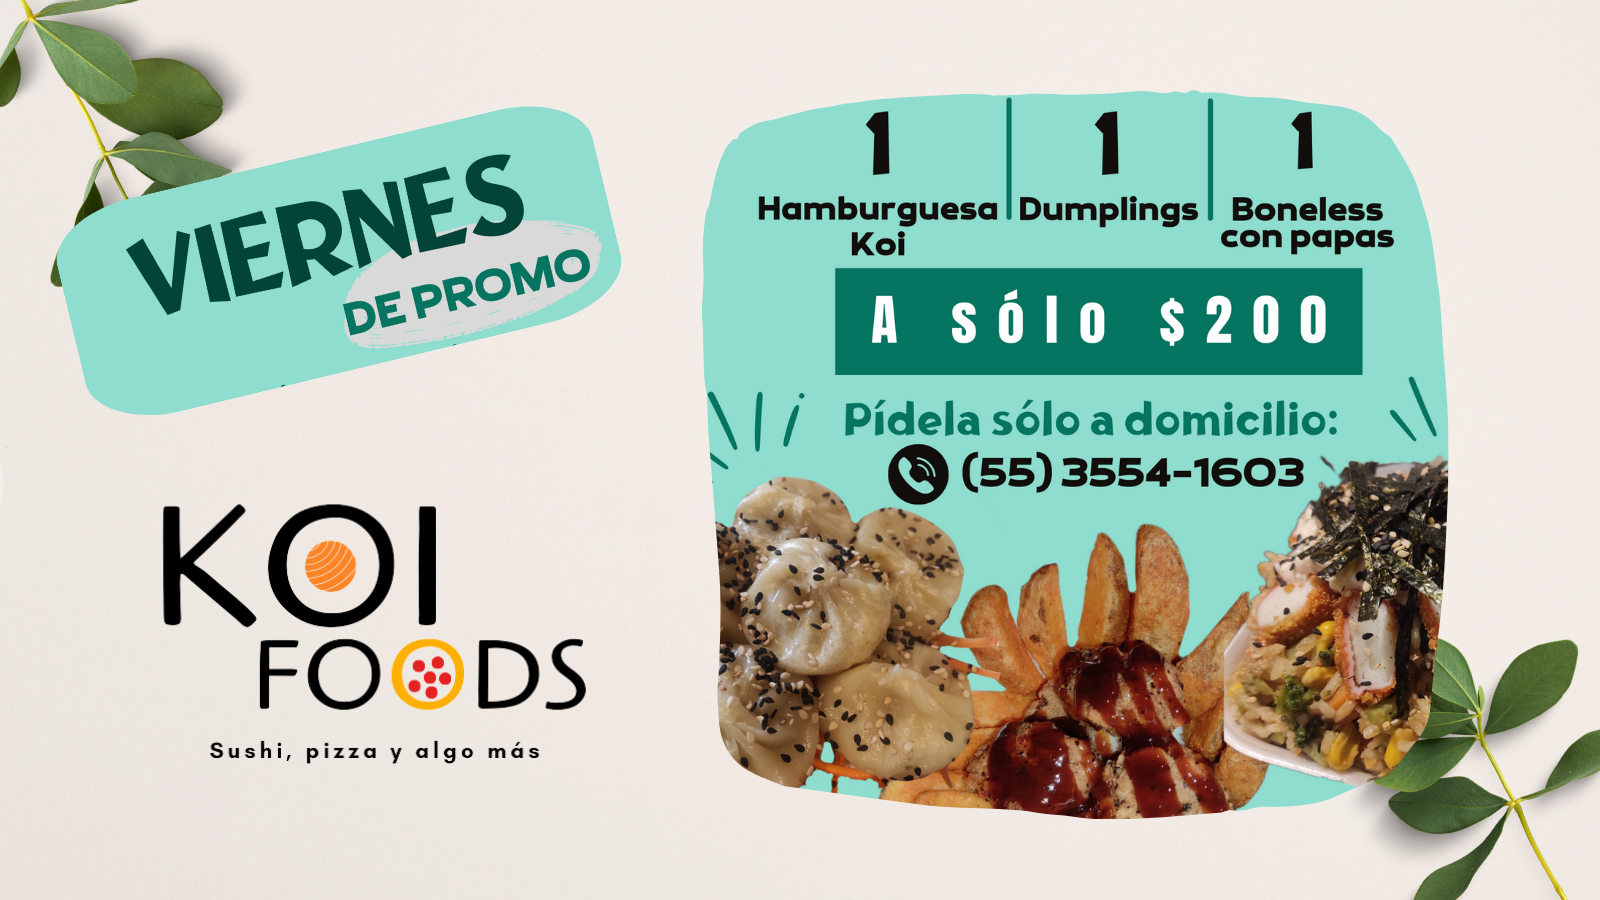 VIERNES
DE PROMO
KOI
FOODS
Sushi, pizza y algo más
1
Hamburguesa
Koi
1
Dumplings
1
Boneless
con papas
A sólo $200
Pídela sólo a domicilio:
(55) 3554-1603